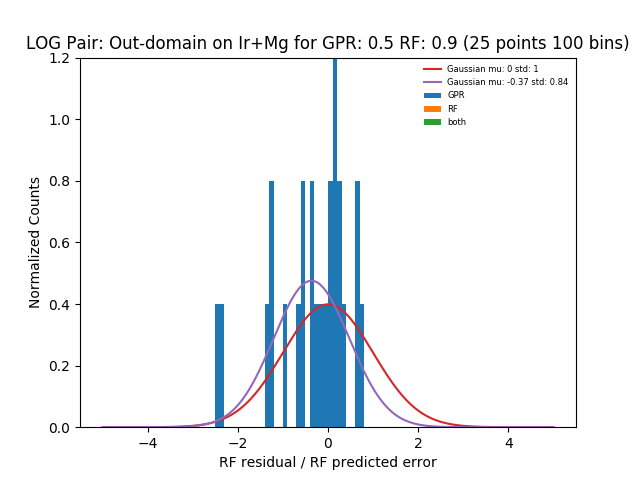 LOG Pair: Out-domain on Ir+Mg for GPR: 0.5 RF: 0.9 (25 points 100 bins)
1.2
1.0
0.8
0.6
0.4
0.2
0.0
Normalized Counts
Gaussian mu: 0 std: 1
Gaussian mu: -0.37 std: 0.84
GPR
RF
both
−4
−2
0
2
4
RF residual / RF predicted error